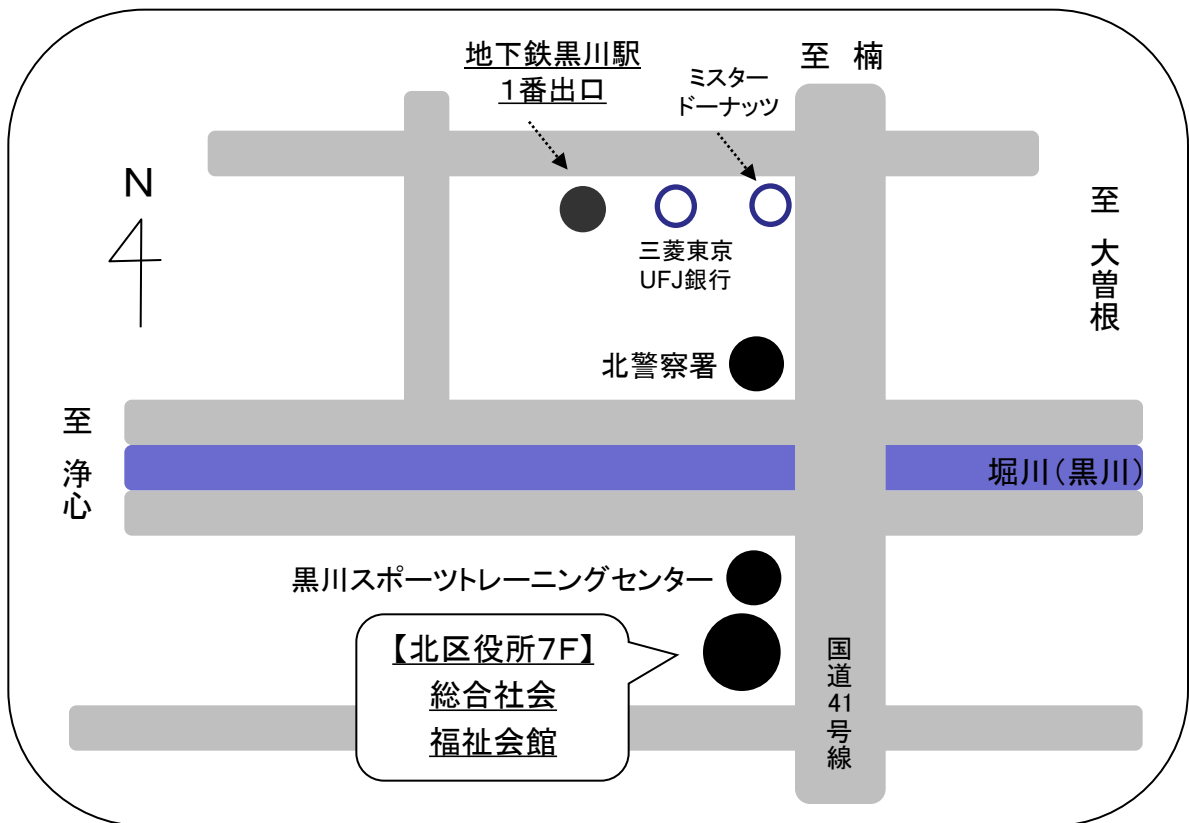 地下鉄黒川駅
1番出口
至 楠
ミスター
ドーナッツ
N
三菱東京
UFJ銀行
至 大曽根
北警察署
至 浄心
堀川（黒川）
黒川スポーツトレーニングセンター
【北区役所7F】
総合社会
福祉会館
国道41号線